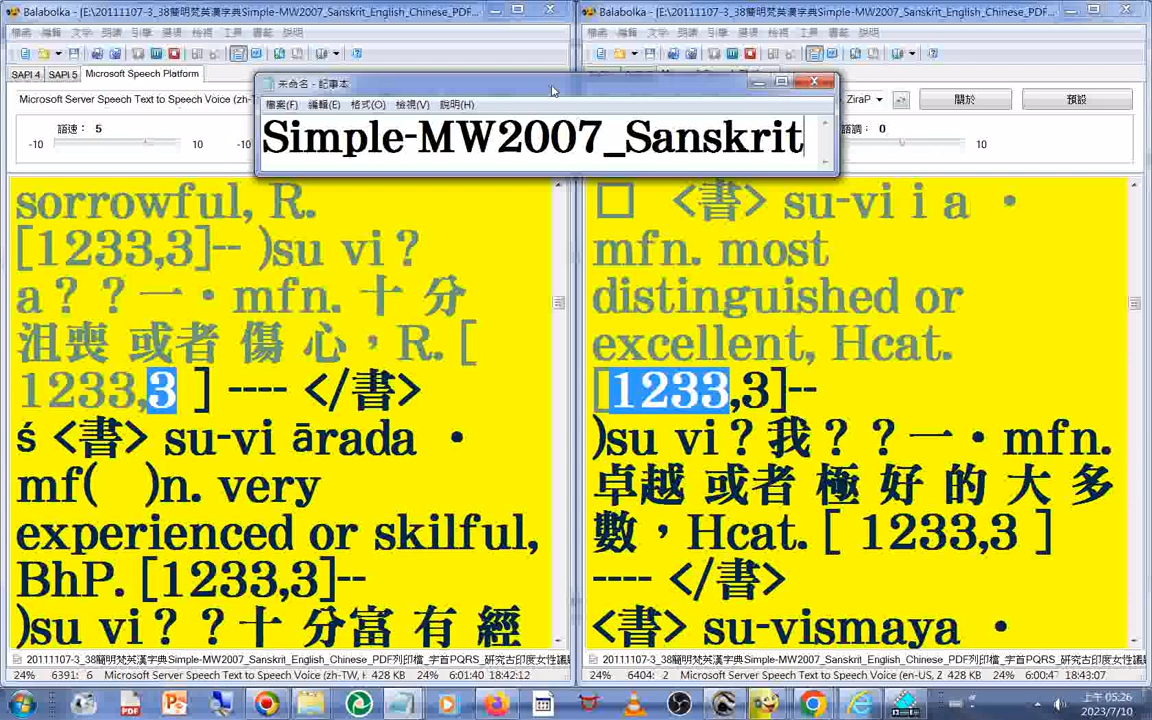 Balabolka - [E:\20111107-3_38簡明梵英漢字典Simple-MW2007_Sanskrit_English_Chinese_PDF...
Balabolka - [E:\20111107-3_38簡明梵英漢字典Simple-MW2007_Sanskrit_English_Chinese_PDF...
SAPI 4 SAPI 5 Microsoft Speech Platform
未命名 - 記事本
Microsoft Server Speech Text to Speech Voice (zh-
ZiraP 關於 預設
檔案(F) 編輯(E) 格式(O) 檢視(V) 說明(H)
語速： 5
語調： 0
-10 10
10
Simple-MW2007_Sanskrit
sorrowful, R.
[1233,3]-- )su vi？
a？？一・mfn. 十 分
沮喪 或者 傷 心，R. [
1233,3 ] ---- </書>
ś <書> su-vi ārada ・
mf( )n. very
experienced or skilful,
BhP. [1233,3]--
)su vi？？十 分富 有 經
□ <書> su-vi i a ・
mfn. most
distinguished or
excellent, Hcat.
[1233,3]--
)su vi？我？？一・mfn.
卓越 或者 極 好 的 大 多
數，Hcat. [ 1233,3 ]
---- </書>
<書> su-vismaya ・
20111107-3_38簡明梵英漢字典Simple-MW2007_Sanskrit_English_Chinese_PDF列印檔_字首PQRS_研究古印度女性議
20111107-3_38簡明梵英漢字典Simple-MW2007_Sanskrit_English_Chinese_PDF列印檔_字首PQRS_研究古印度女性議
24% 6391: 6 Microsoft Server Speech Text to Speech Voice (zh-TW, H 428 KB 24% 6:01:40 18:42:12
24% 6404: 2 Microsoft Server Speech Text to Speech Voice (en-US, Z 428 KB 24% 6:00:47 18:43:07
上午 05:26
2023/7/10